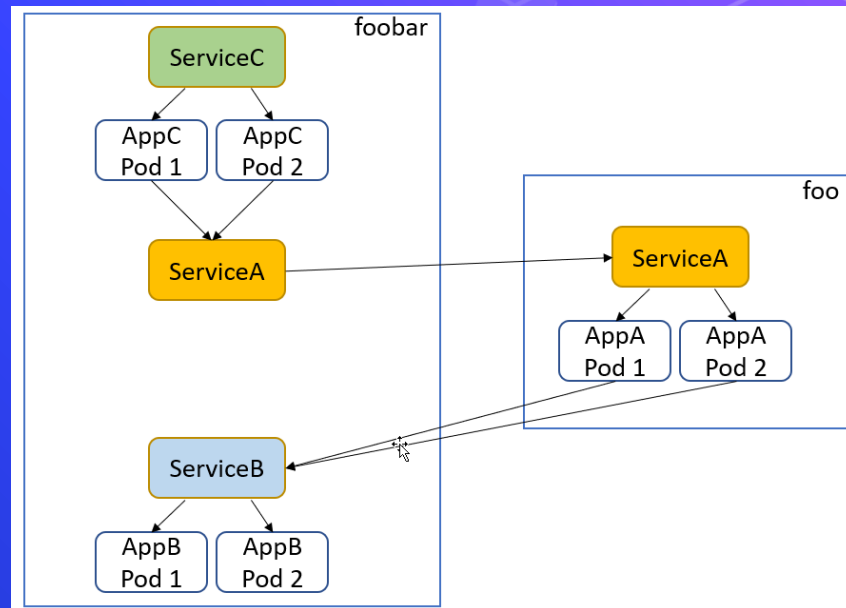 foobar
ServiceC
AppC
Pod 1
AppC
Pod 2
ServiceA
ServiceB
AppB
Pod 1
AppB
Pod 2
foo
ServiceA
AppA
Pod 1
AppA
Pod 2